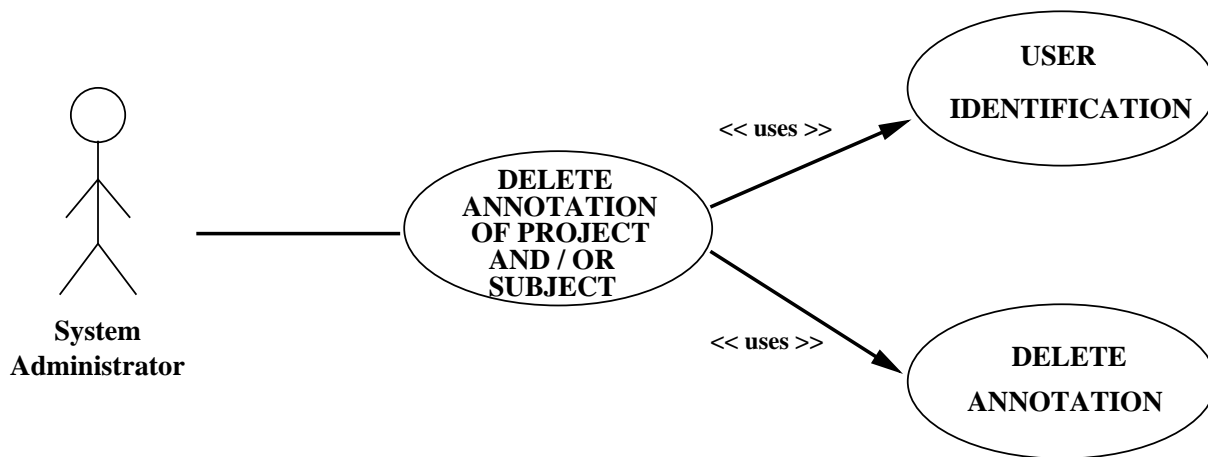 System
Administrator
DELETE
ANNOTATION
OF PROJECT
AND / OR
SUBJECT
<< uses >>
USER
IDENTIFICATION
<< uses >>
DELETE
ANNOTATION